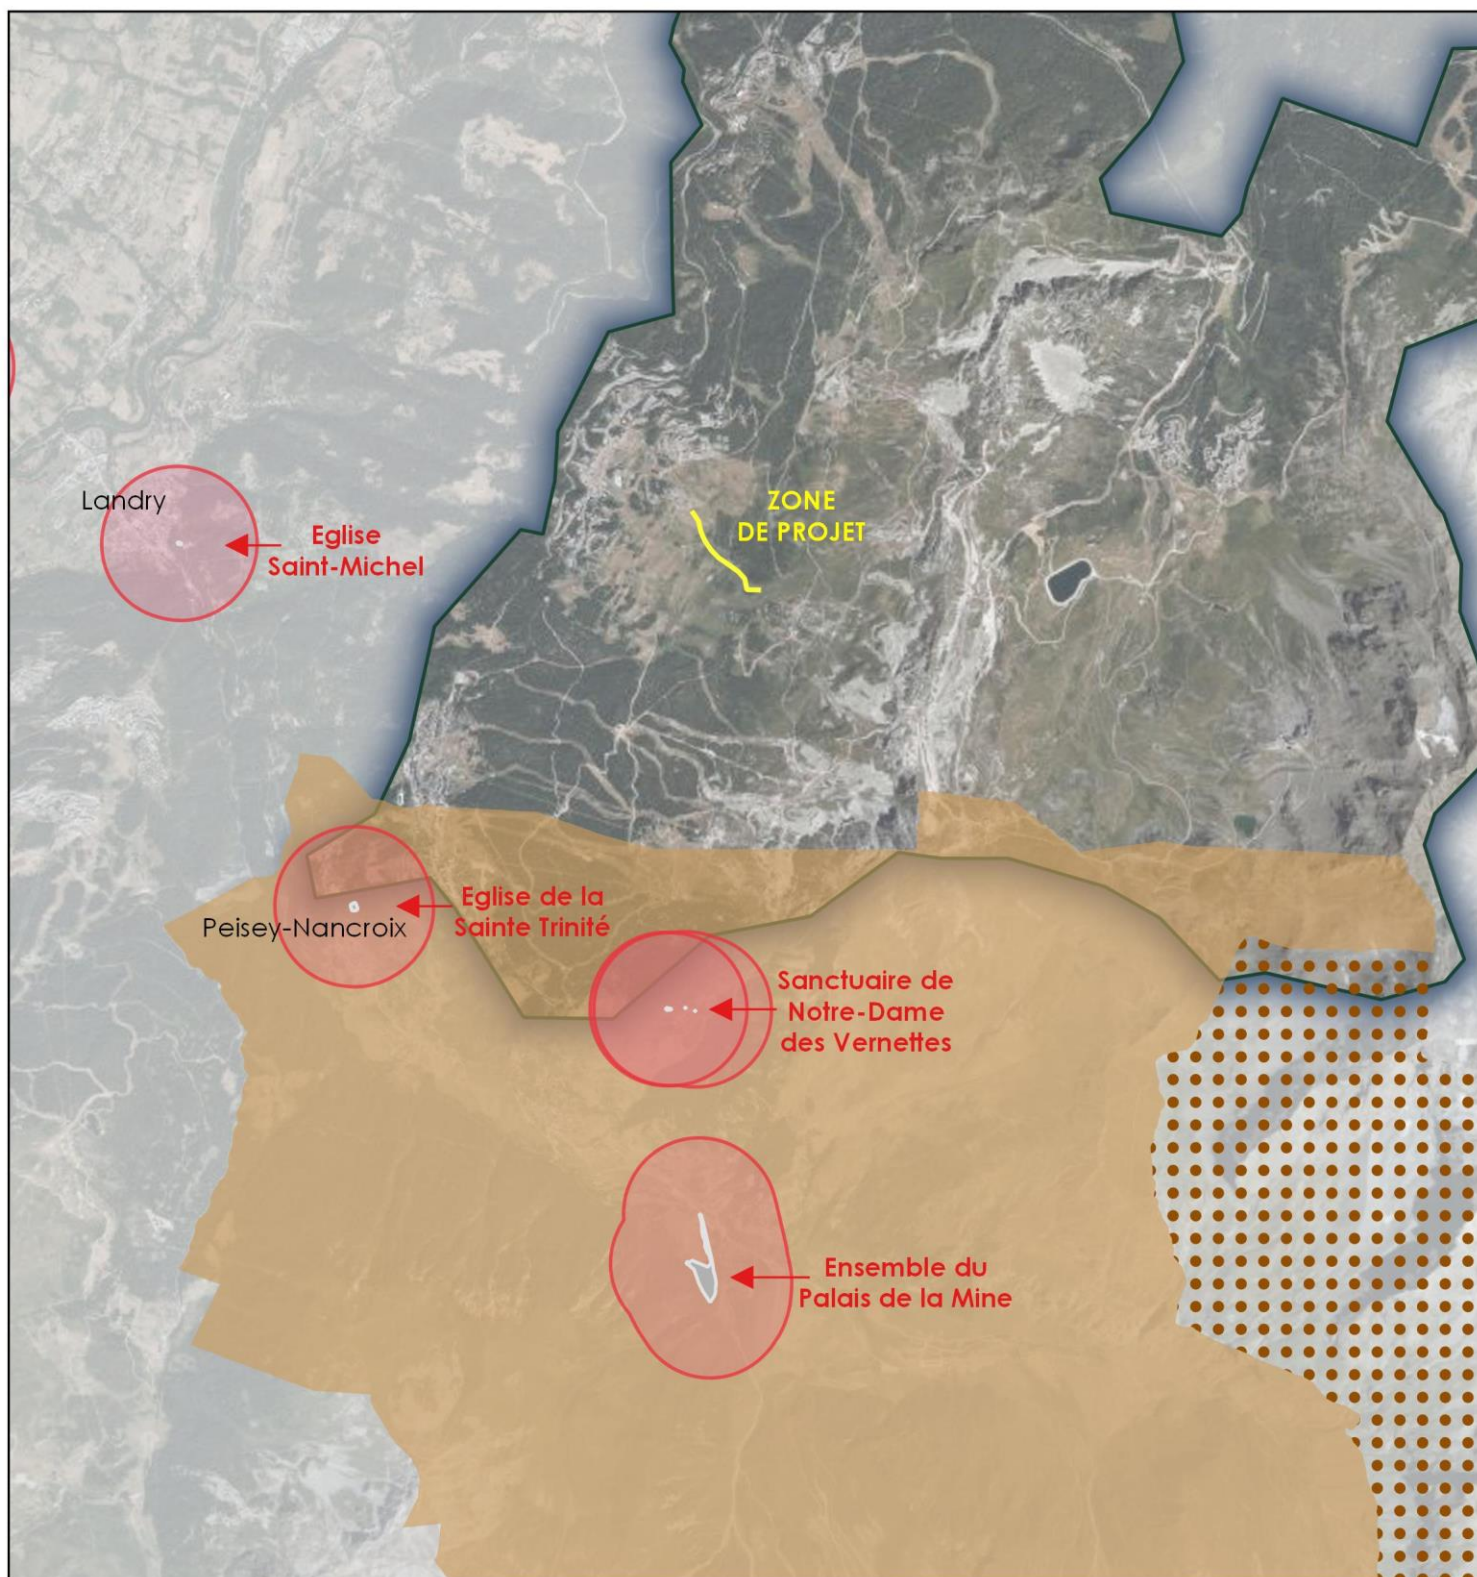 ZONE
DE PROJET
Landry
Eglise
Saint-Michel
Eglise de la
Sainte Trinité
Peisey-Nancroix
Sanctuaire de
Notre-Dame
des Vernettes
Ensemble du
Palais de la Mine